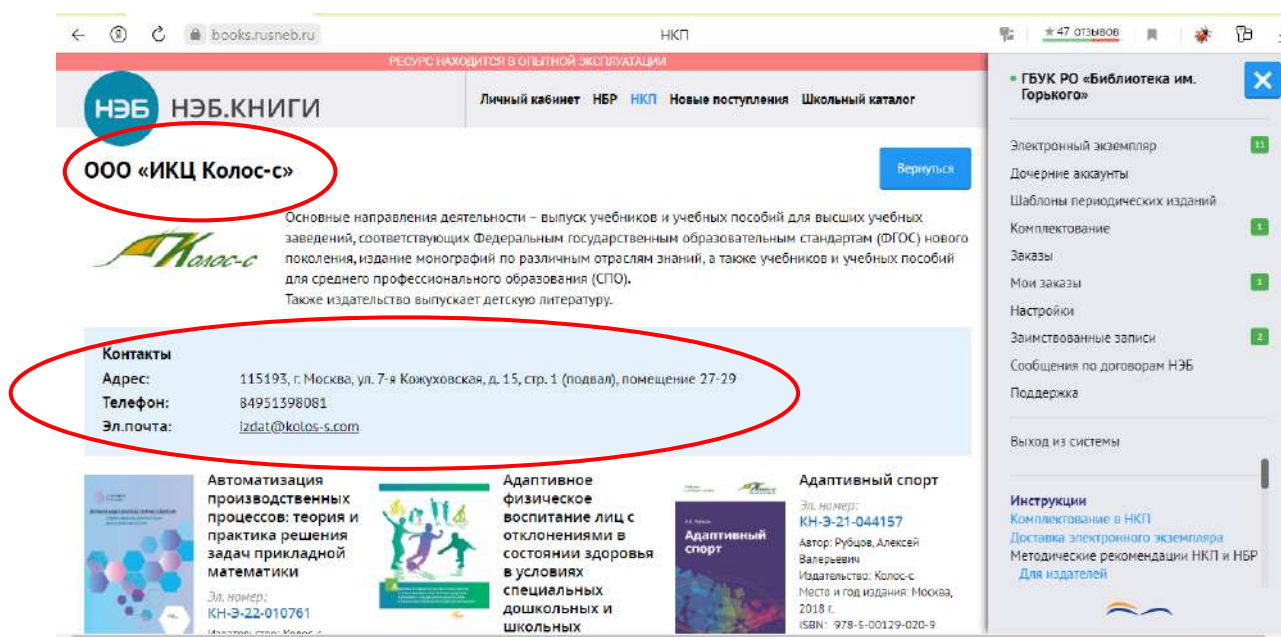 books.rusneb.ru
НКП
★ 47 отзывов
РЕСУРС НАХОДИТСЯ В ОПЫТНОЙ ЭКСПЛУАТАЦИИ
НЭБ НЭБ.КНИГИ
Личный кабинет НБР НКП Новые поступления Школьный каталог
ООО «ИКЦ Колос-с»
Вернуться
Колос-с
Основные направления деятельности – выпуск учебников и учебных пособий для высших учебных
заведений, соответствующих Федеральным государственным образовательным стандартам (ФГОС) нового
поколения, издание монографий по различным отраслям знаний, а также учебников и учебных пособий
для среднего профессионального образования (СПО).
Также издательство выпускает детскую литературу.
Контакты
Адрес: 115193, г. Москва, ул. 7-я Кожуховская, д. 15, стр. 1 (подвал), помещение 27-29
Телефон: 84951398081
Эл.почта: izdat@kolos-s.com
Автоматизация
производственных
процессов: теория и
практика решения
задач прикладной
математики
Эл. номер:
КН-Э-22-010761
Издательство: Колос-с
Адаптивное
физическое
воспитание лиц с
отклонениями в
состоянии здоровья
в условиях
специальных
дошкольных и
школьных
Колос-с
Адаптивный
спорт
Адаптивный спорт
Эл. номер:
КН-Э-21-044157
Автор: Рубцов, Алексей
Валерьевич
Издательство: Колос-с
Место и год издания: Москва,
2018 г.
ISBN: 978-5-00129-020-9
ГБУК РО «Библиотека им.
Горького»
Электронный экземпляр 11
Дочерние аккаунты
Шаблоны периодических изданий
Комплектование 1
Заказы
Мои заказы 1
Настройки
Заимствованные записи 2
Сообщения по договорам НЭБ
Поддержка
Выход из системы
Инструкции
Комплектование в НКП
Доставка электронного экземпляра
Методические рекомендации НКП и НБР
Для издателей